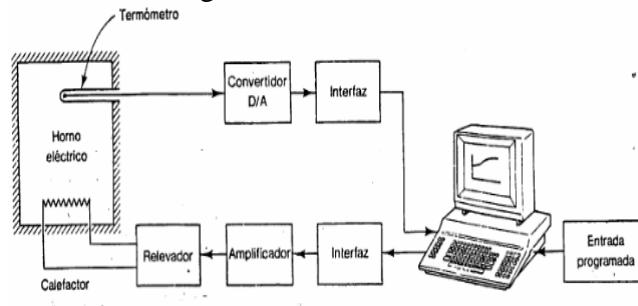 Termómetro
Convertidor
D/A
Interfaz
Horno
eléctrico
Relevador
Amplificador
Interfaz
Entrada
programada
Calefactor